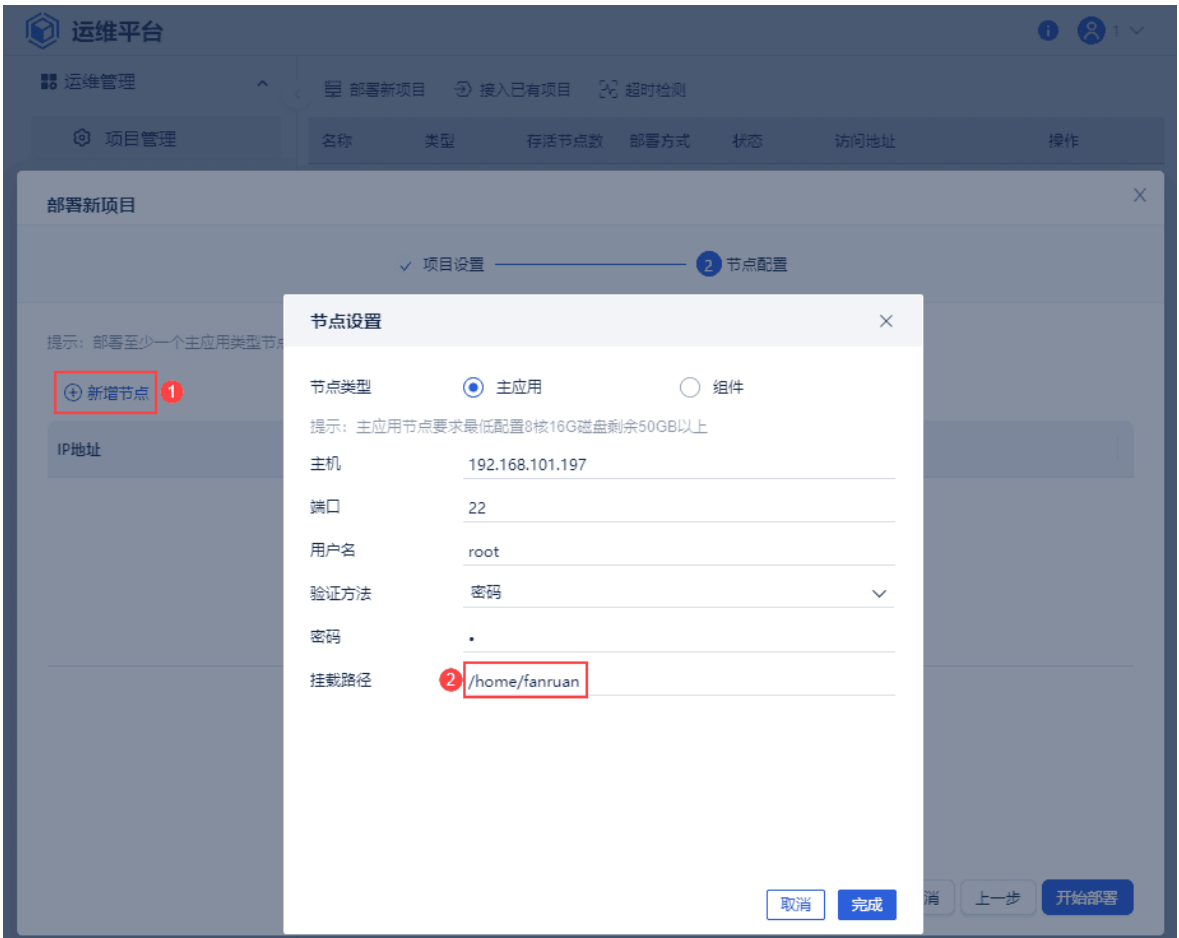 运维平台
1
运维管理
部署新项目 接入已有项目 超时检测
项目管理
名称 类型 存活节点数 部署方式 状态 访问地址 操作
部署新项目
项目设置 2 节点配置
节点设置
提示：部署至少一个主应用类型节点
节点类型 主应用 组件
新增节点 1
提示：主应用节点要求最低配置8核16G磁盘剩余50GB以上
IP地址
主机 192.168.101.197
端口 22
用户名 root
验证方法 密码
密码 •
挂载路径 2 /home/fanruan
取消 完成 消 上一步 开始部署